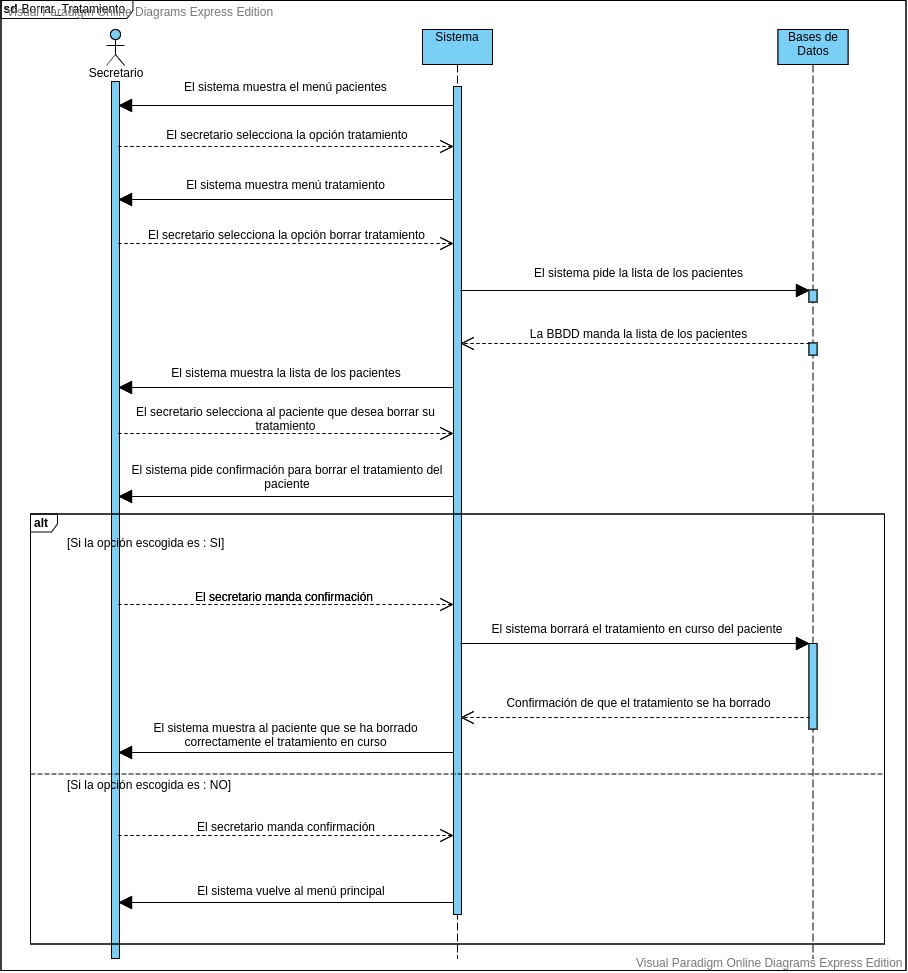 sd Borrar_Tratamiento
Visual Paradigm Online Diagrams Express Edition
Secretario
Sistema
Bases de
Datos
El sistema muestra el menú pacientes
El secretario selecciona la opción tratamiento
El sistema muestra menú tratamiento
El secretario selecciona la opción borrar tratamiento
El sistema pide la lista de los pacientes
La BBDD manda la lista de los pacientes
El sistema muestra la lista de los pacientes
El secretario selecciona al paciente que desea borrar su
tratamiento
El sistema pide confirmación para borrar el tratamiento del
paciente
alt
[Si la opción escogida es : SI]
El secretario manda confirmación
El sistema borrará el tratamiento en curso del paciente
Confirmación de que el tratamiento se ha borrado
El sistema muestra al paciente que se ha borrado
correctamente el tratamiento en curso
[Si la opción escogida es : NO]
El secretario manda confirmación
El sistema vuelve al menú principal
Visual Paradigm Online Diagrams Express Edition